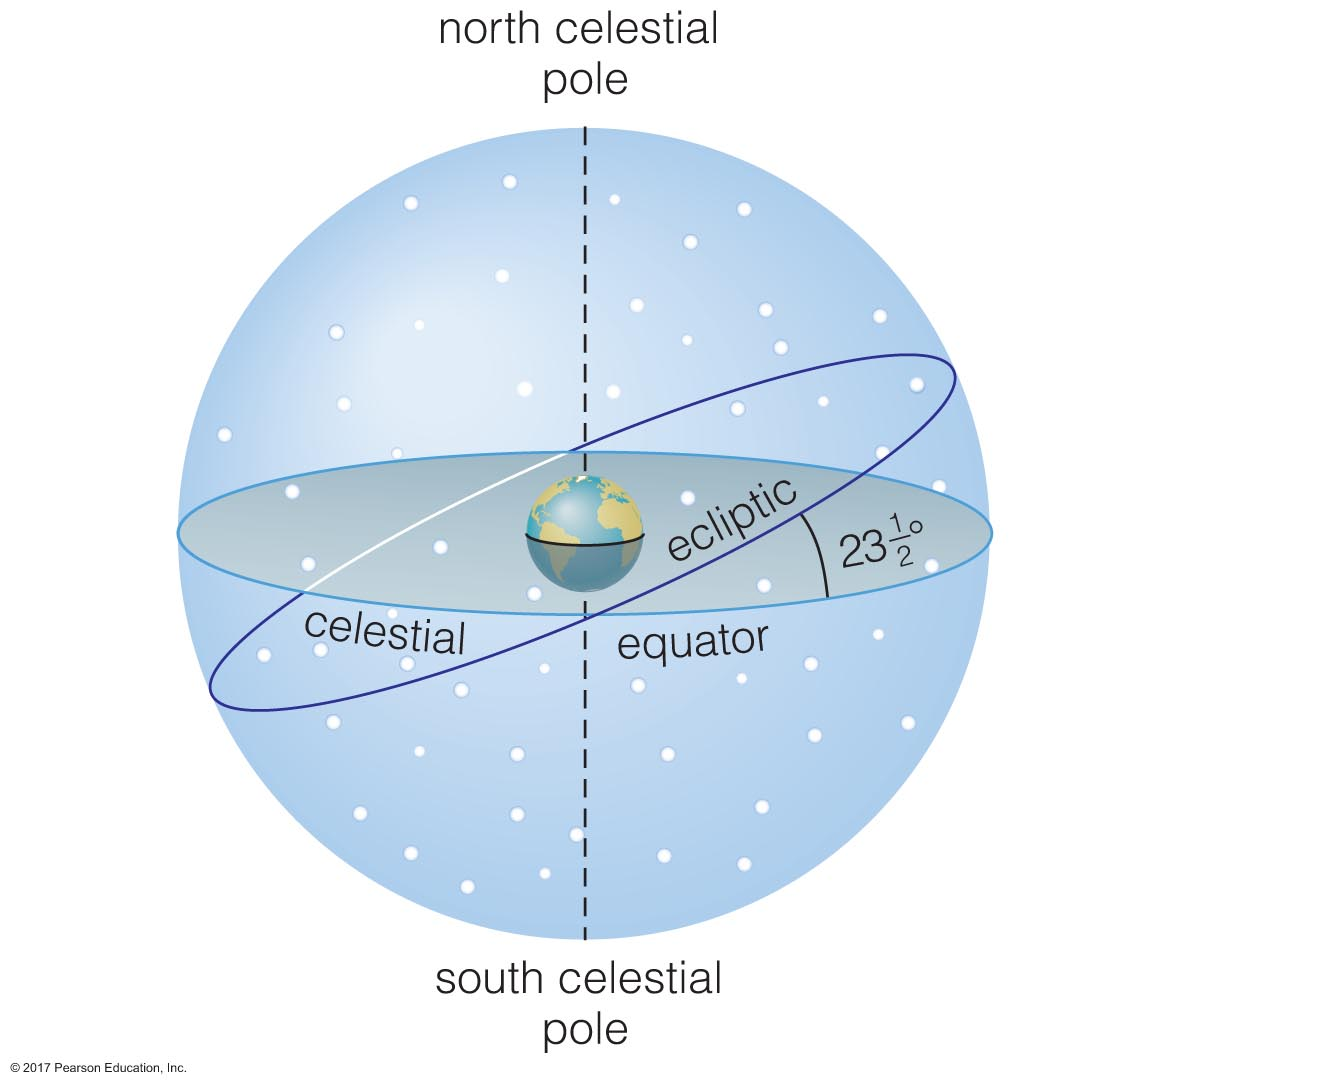 north celestial
pole
ecliptic
23½°
celestial
equator
south celestial
pole
© 2017 Pearson Education, Inc.